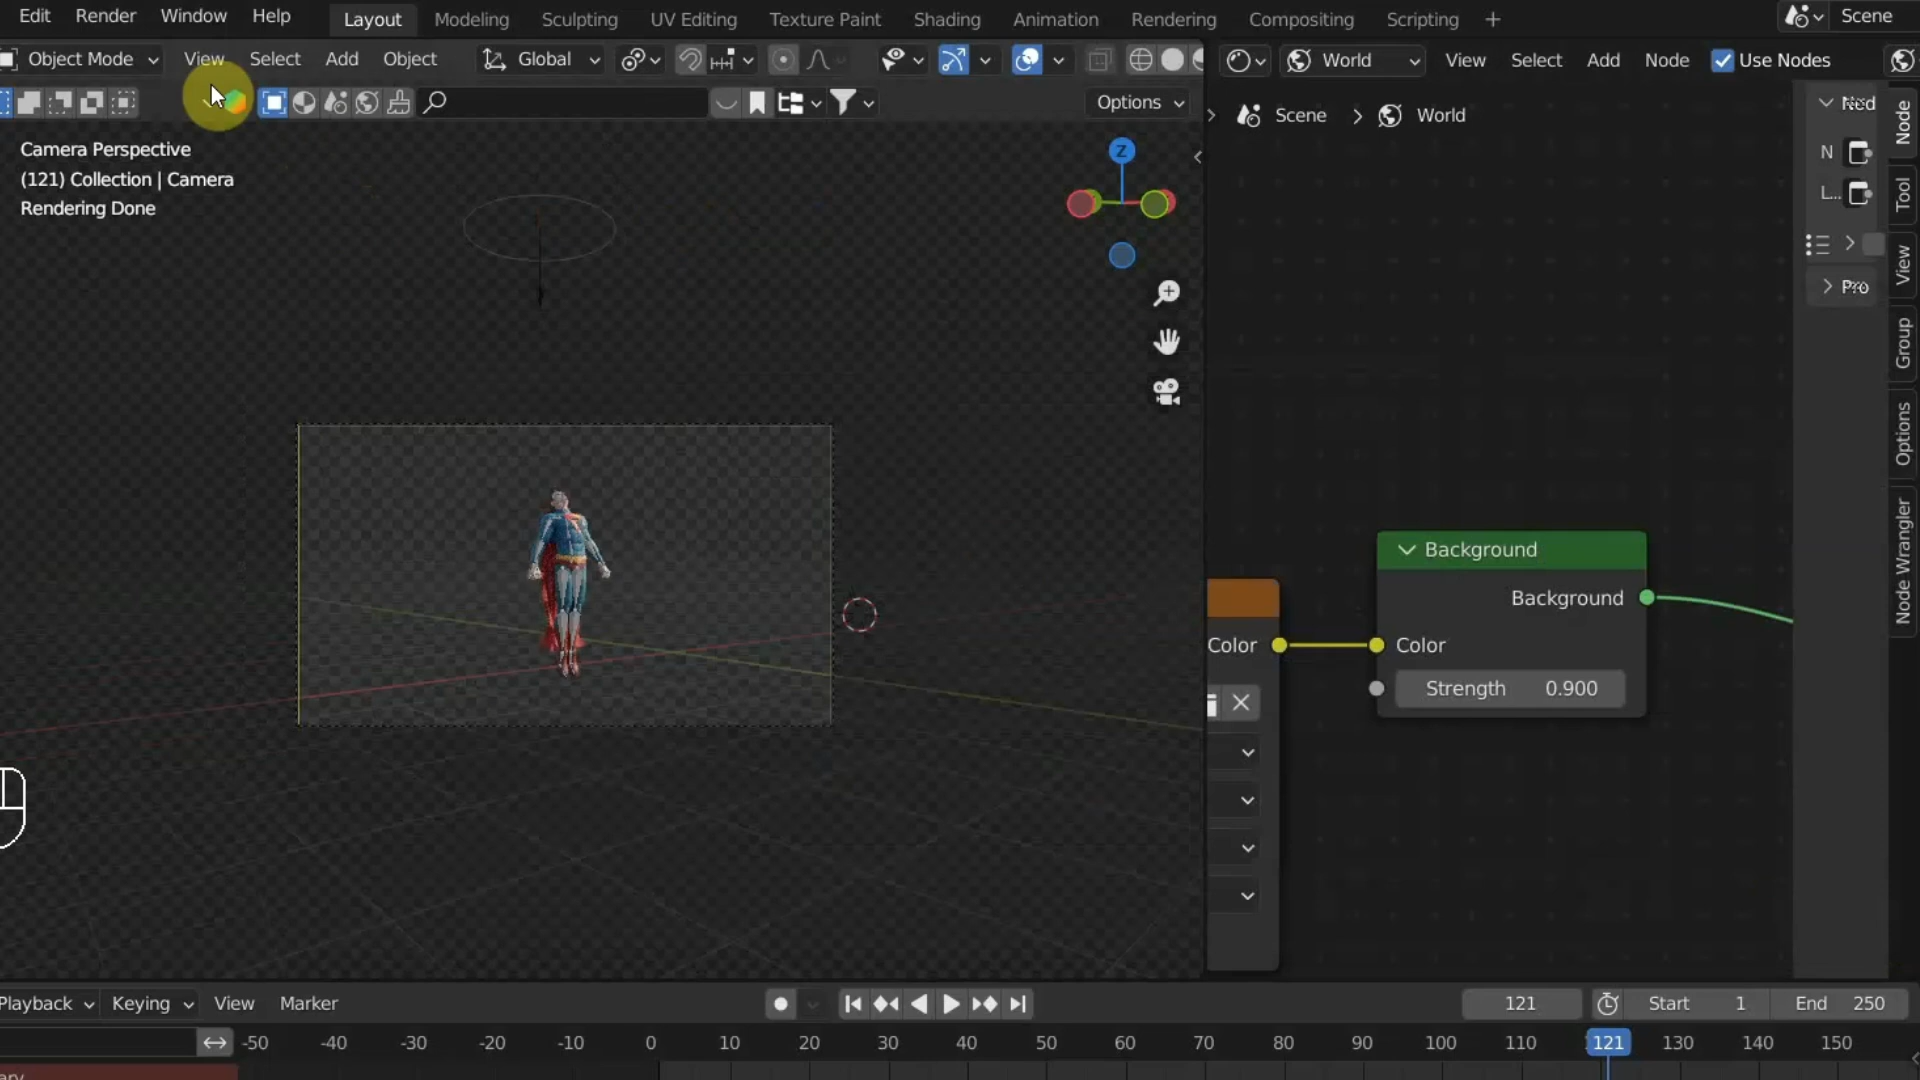 Edit Render Window Help Layout Modeling Sculpting UV Editing Texture Paint Shading Animation Rendering Compositing Scripting + Scene
Object Mode View Select Add Object Global Options
Camera Perspective
(121) Collection | Camera
Rendering Done
Z
World View Select Add Node Use Nodes
Scene > World
N
L...
Pro
Node
Tool
View
Group
Options
Node Wrangler
Background
Background
Color
Color
Strength 0.900
Playback Keying View Marker 121 Start 1 End 250
-50 -40 -30 -20 -10 0 10 20 30 40 50 60 70 80 90 100 110 121 130 140 150